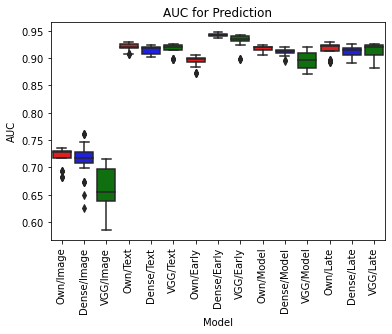 AUC for Prediction
0.95
0.90
0.85
0.80
0.75
0.70
0.65
0.60
AUC
Own/Image
Dense/Image
VGG/Image
Own/Text
Dense/Text
VGG/Text
Own/Early
Dense/Early
VGG/Early
Own/Model
Dense/Model
VGG/Model
Own/Late
Dense/Late
VGG/Late
Model